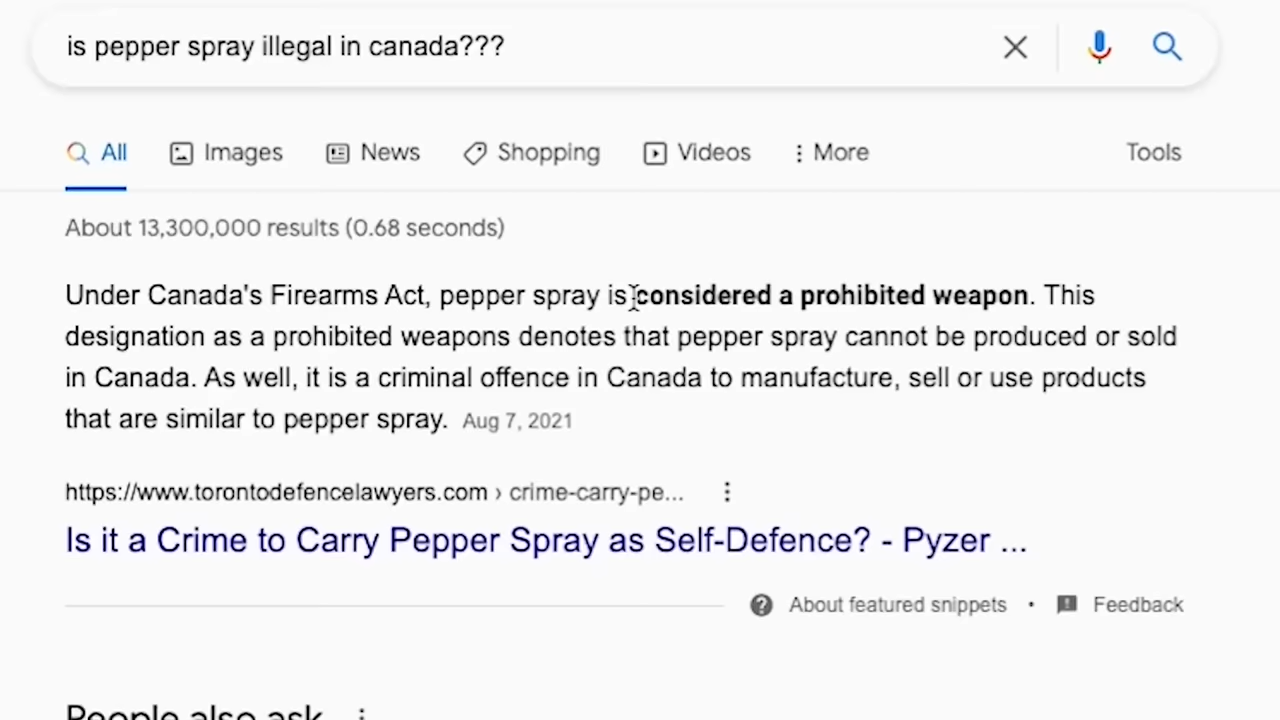 is pepper spray illegal in canada???
All Images News Shopping Videos More Tools
About 13,300,000 results (0.68 seconds)
Under Canada's Firearms Act, pepper spray is considered a prohibited weapon. This
designation as a prohibited weapons denotes that pepper spray cannot be produced or sold
in Canada. As well, it is a criminal offence in Canada to manufacture, sell or use products
that are similar to pepper spray. Aug 7, 2021
https://www.torontodefencelawyers.com › crime-carry-pe...
Is it a Crime to Carry Pepper Spray as Self-Defence? - Pyzer ...
About featured snippets • Feedback
People also ask